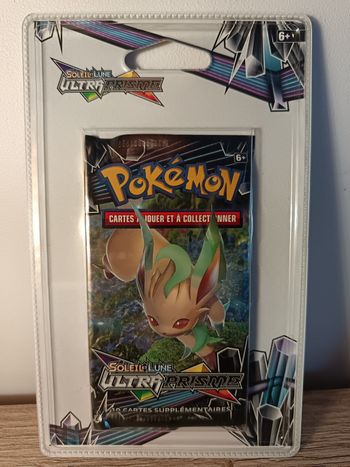 6+
SOLEIL & LUNE
ULTRA-PRISME
6+
POKÉMON
CARTES À JOUER ET À COLLECTIONNER
SOLEIL & LUNE
ULTRA-PRISME
10 CARTES SUPPLÉMENTAIRES